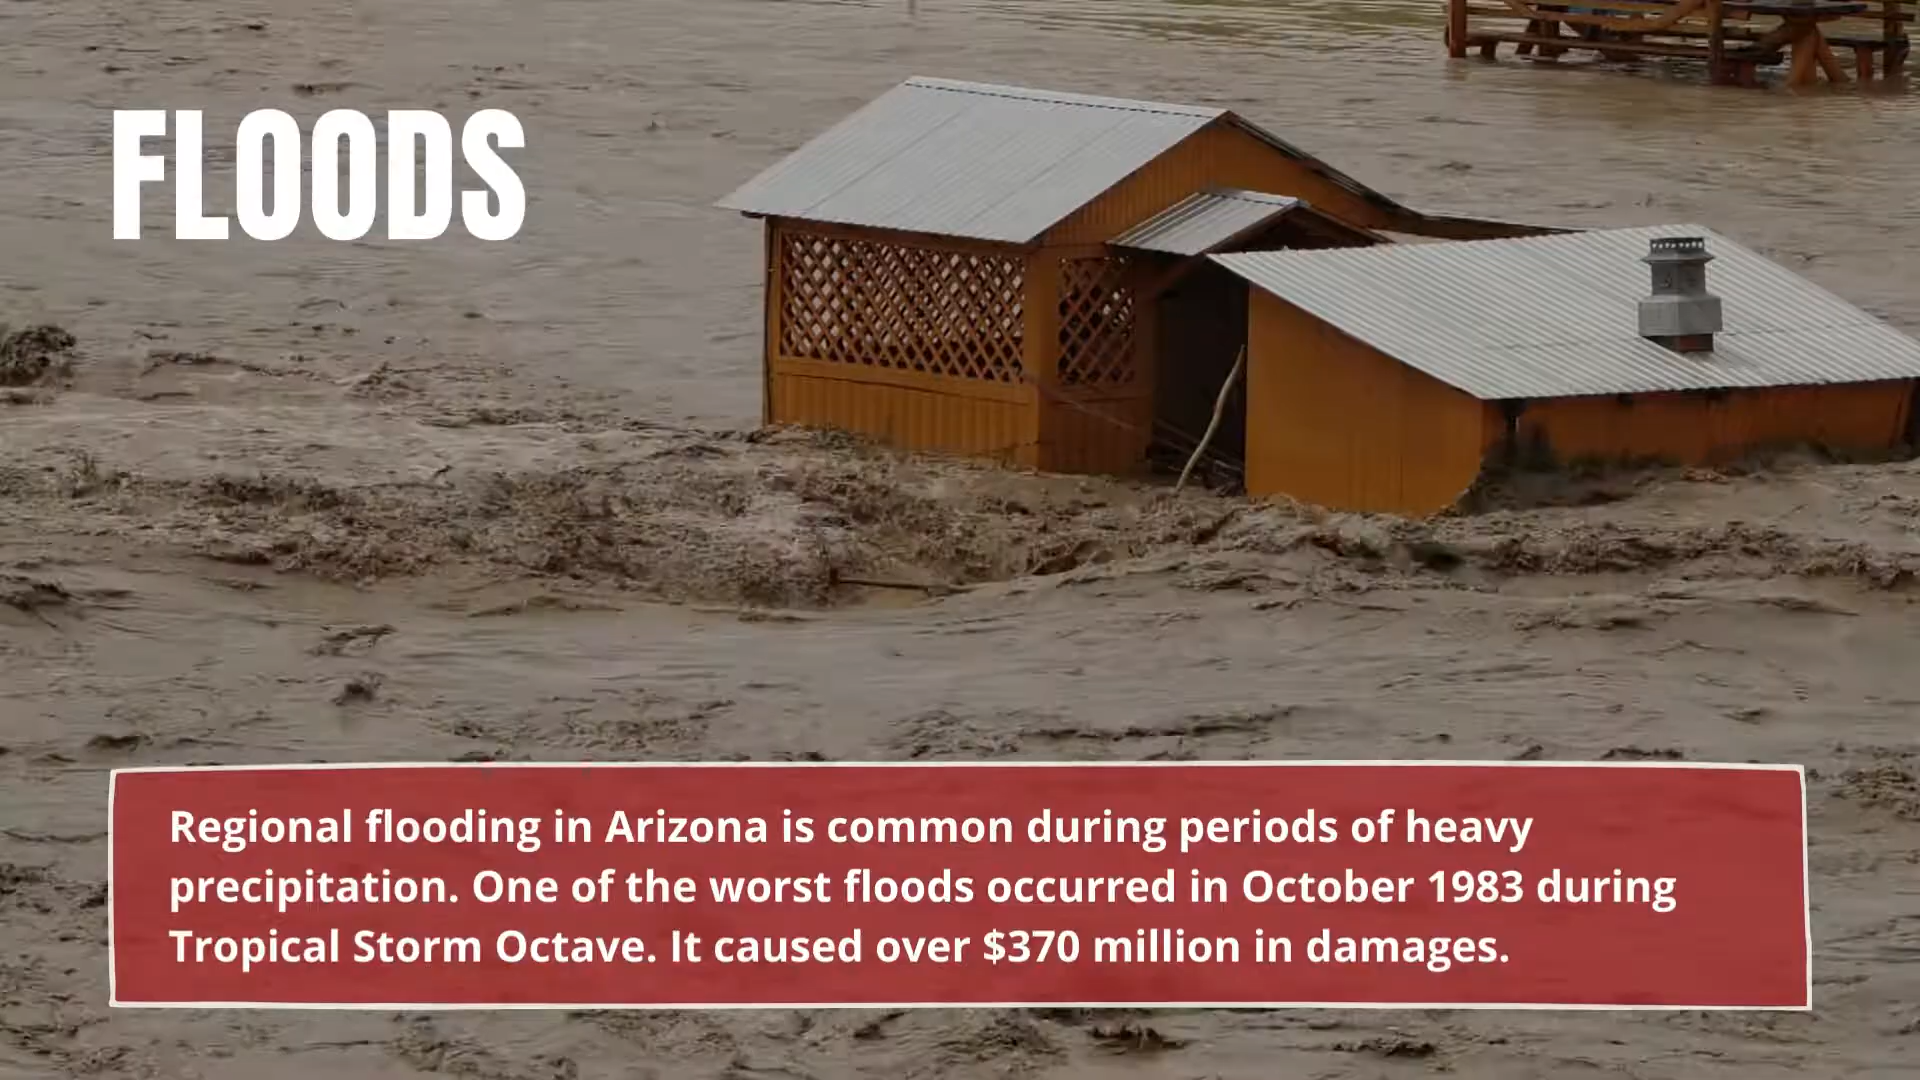 FLOODS
Regional flooding in Arizona is common during periods of heavy
precipitation. One of the worst floods occurred in October 1983 during
Tropical Storm Octave. It caused over $370 million in damages.